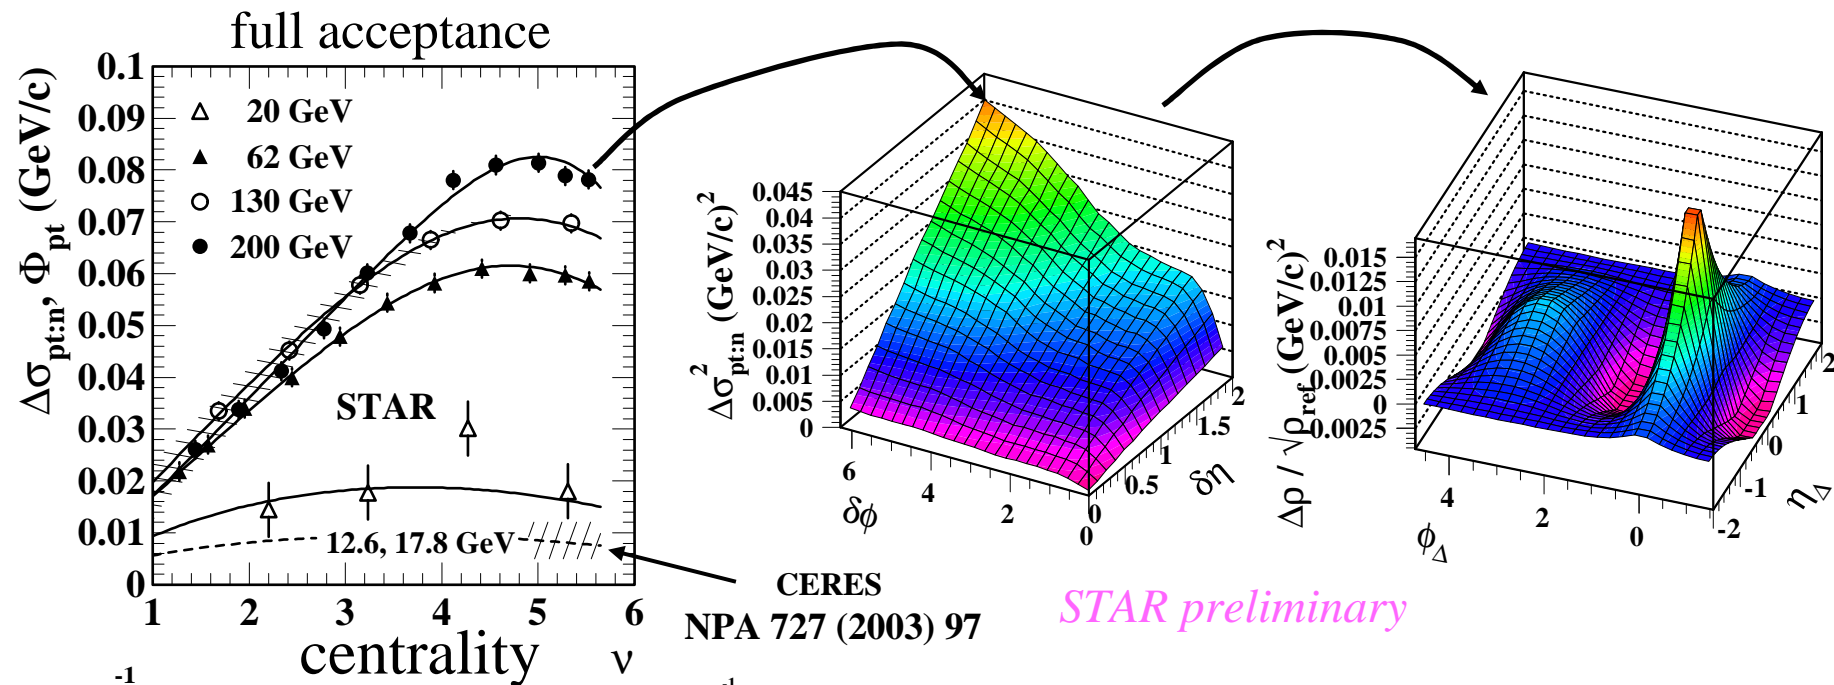 full acceptance
Δσpt:n, Φpt (GeV/c)
0.1
0.09
0.08
0.07
0.06
0.05
0.04
0.03
0.02
0.01
0
20 GeV
62 GeV
130 GeV
200 GeV
STAR
12.6, 17.8 GeV
1 2 3 4 5 6
centrality ν
-1
CERES
NPA 727 (2003) 97
Δσ²pt:n (GeV/c)²
0.045
0.04
0.035
0.03
0.025
0.02
0.015
0.01
0.005
0
6 4 2 0
δϕ
0 0.5 1 1.5 2
δη
STAR preliminary
Δρ / √ρref (GeV/c)²
0.015
0.0125
0.01
0.0075
0.005
0.0025
0
0.0025
4 2 0
ϕΔ
-2 -1 0 1 2
ηΔ